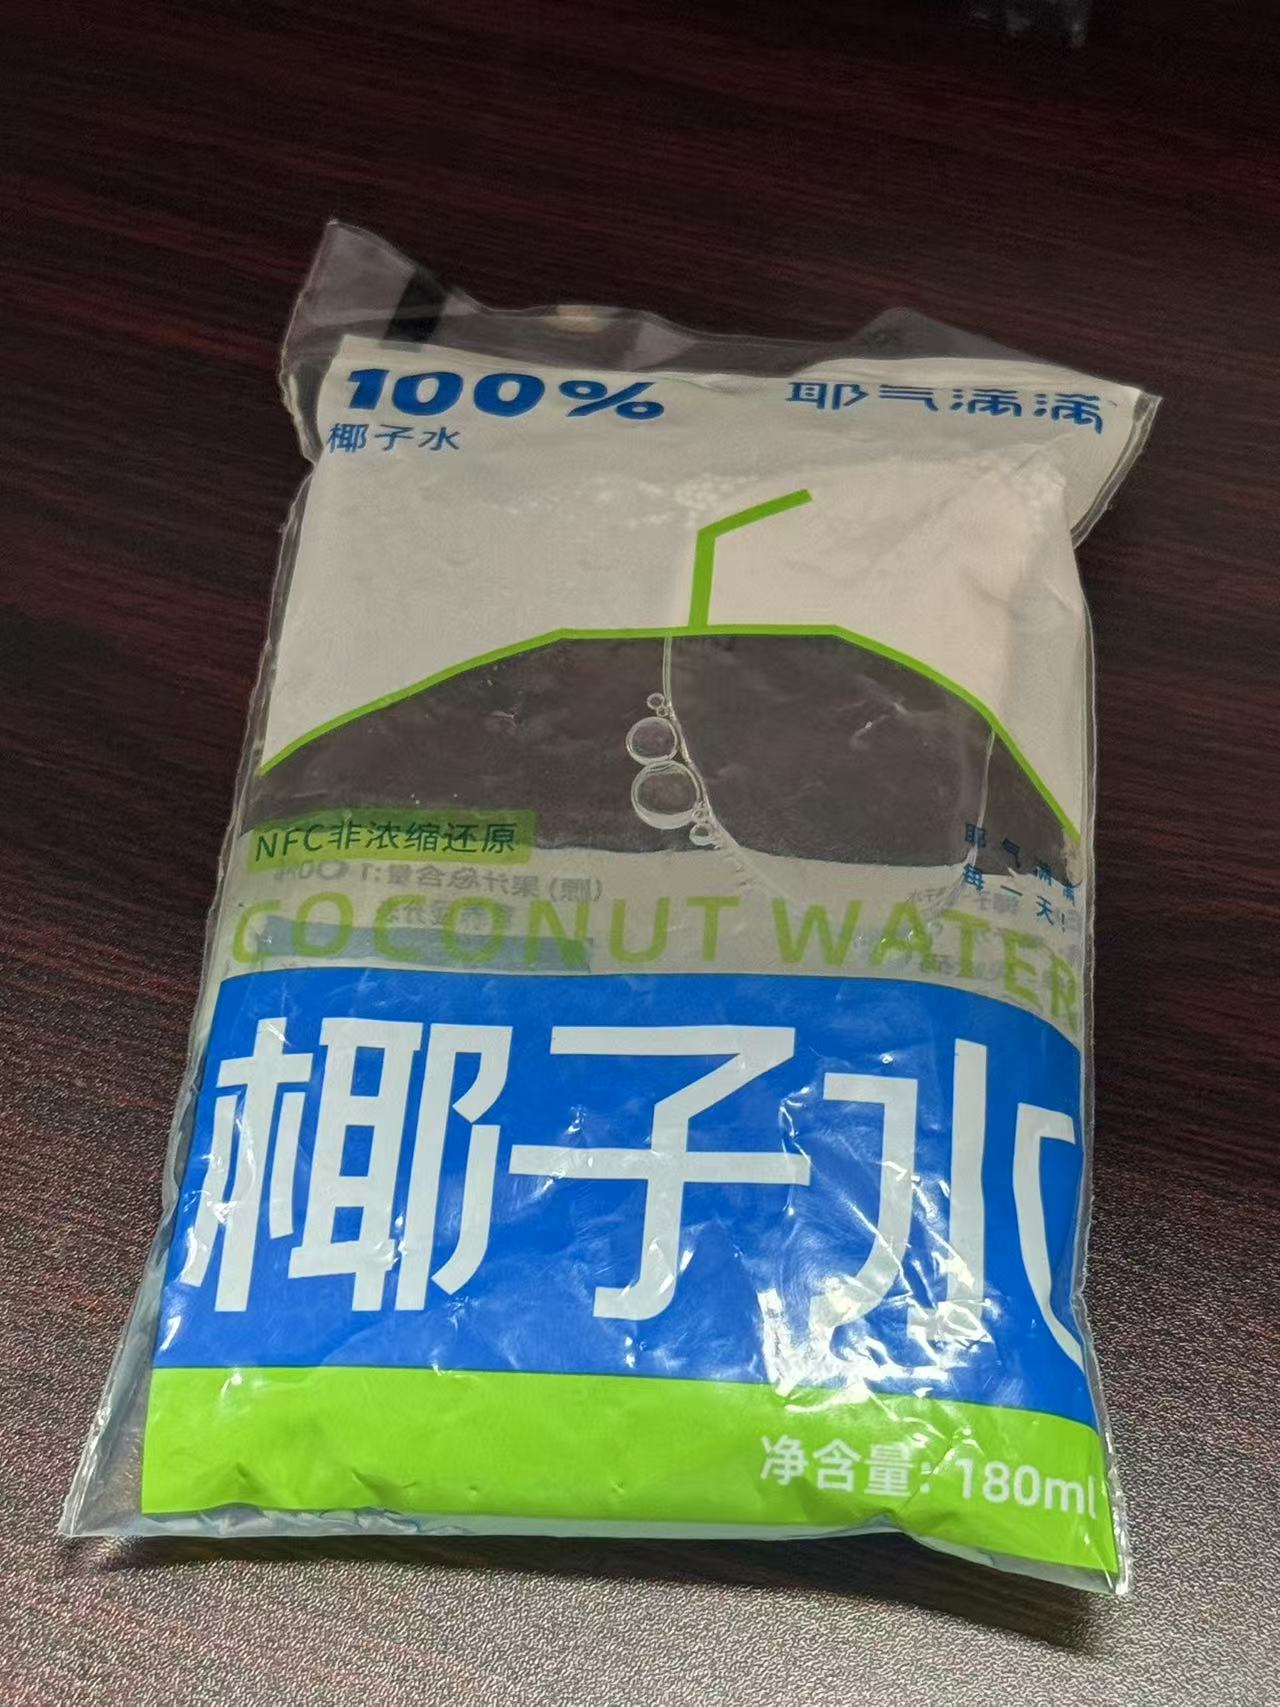 100% 耶气满满
椰子水
NFC非浓缩还原
耶气满满
每一天!
COCONUT WATER
椰子水
净含量: 180ml